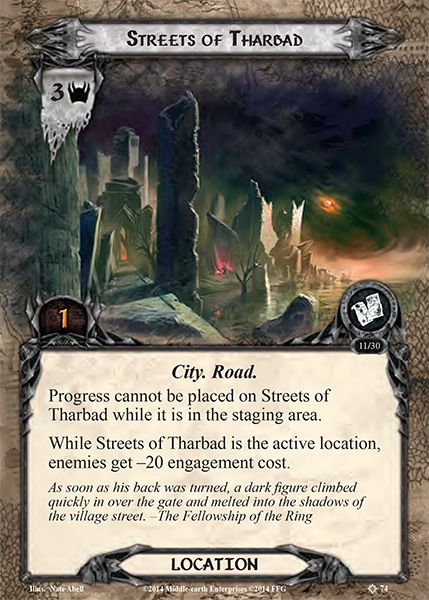 Streets of Tharbad
3
1
11/30
City. Road.
Progress cannot be placed on Streets of
Tharbad while it is in the staging area.
While Streets of Tharbad is the active location,
enemies get –20 engagement cost.
As soon as his back was turned, a dark figure climbed
quickly in over the gate and melted into the shadows of
the village street. –The Fellowship of the Ring
LOCATION
Illus. Nate Abell
©2014 Middle-earth Enterprises ©2014 FFG
74